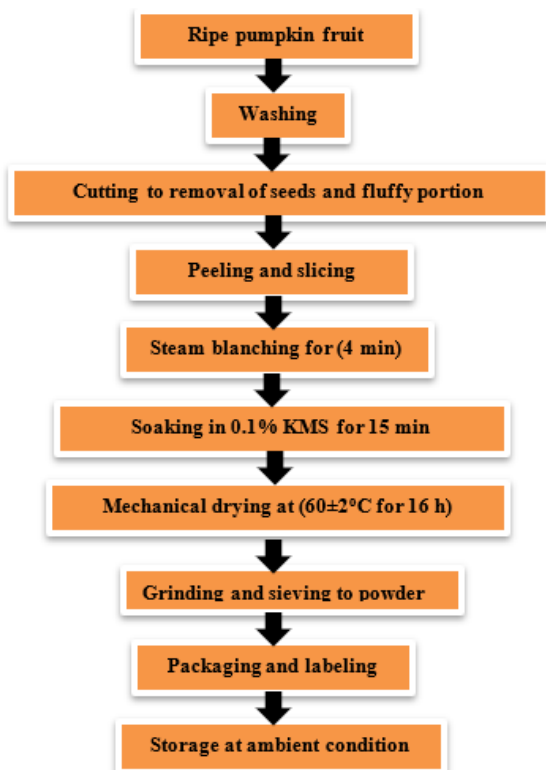 Ripe pumpkin fruit
Washing
Cutting to removal of seeds and fluffy portion
Peeling and slicing
Steam blanching for (4 min)
Soaking in 0.1% KMS for 15 min
Mechanical drying at (60±2°C for 16 h)
Grinding and sieving to powder
Packaging and labeling
Storage at ambient condition